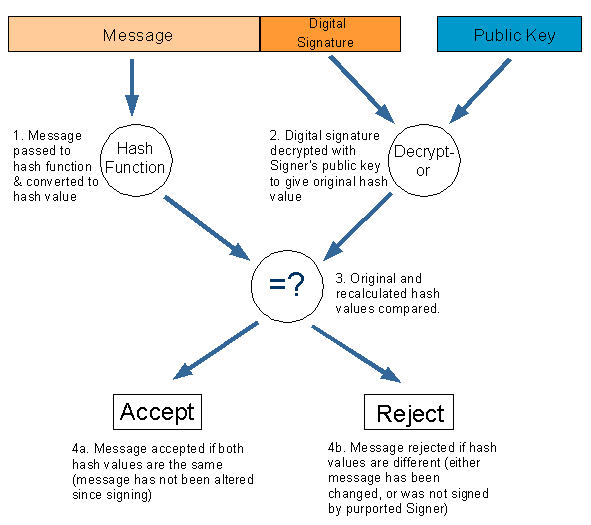 Message
Digital
Signature
Public Key
1. Message
passed to
hash function
& converted to
hash value
Hash
Function
2. Digital signature
decrypted with
Signer's public key
to give original hash
value
Decrypt-
or
=?
3. Original and
recalculated hash
values compared.
Accept
Reject
4a. Message accepted if both
hash values are the same
(message has not been altered
since signing)
4b. Message rejected if hash
values are different (either
message has been
changed, or was not signed
by purported Signer)